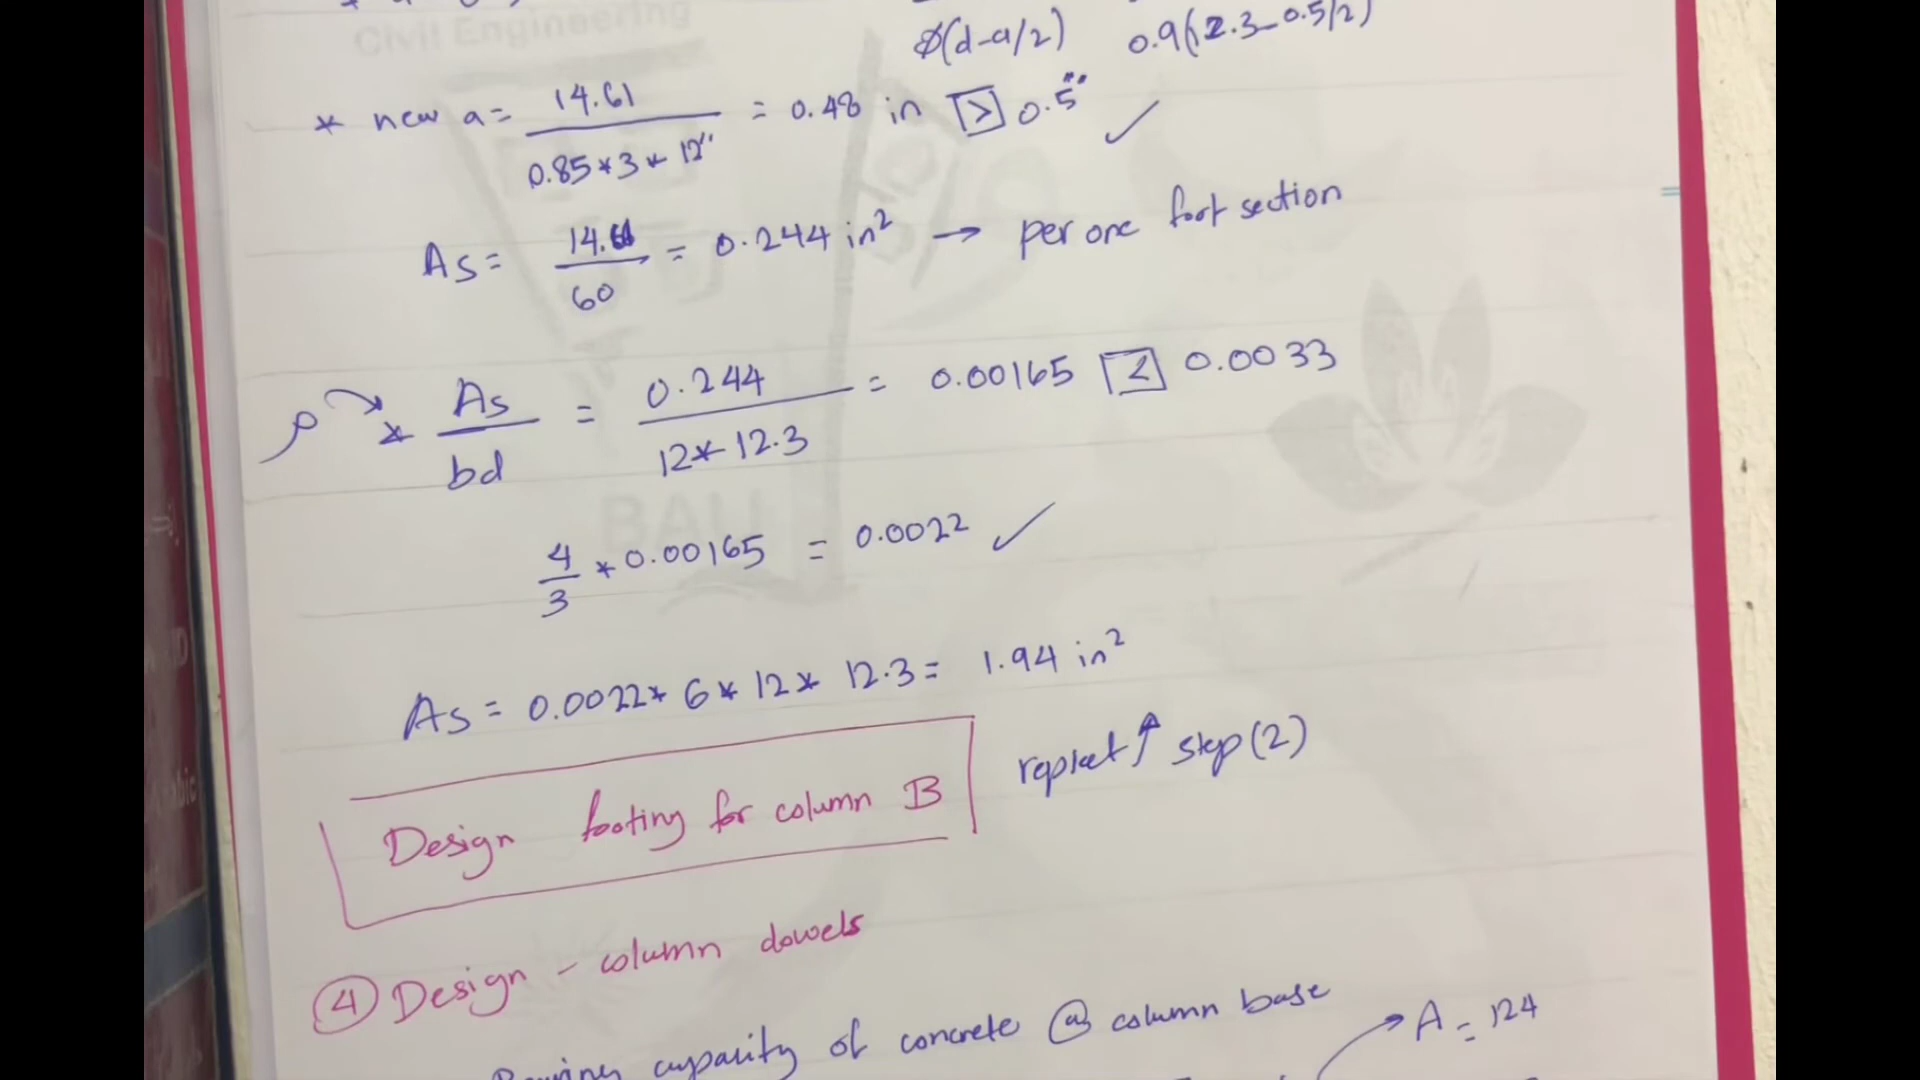 Civil Engineering
ø(d-a/2) 0.9(12.3-0.5/2)
* new a = 14.61 / 0.85*3*12" = 0.48 in > 0.5" ✓
As = 14.61 / 60 = 0.244 in² → per one foot section
ρ * As / bd = 0.244 / 12*12.3 = 0.00165 < 0.0033
4/3 * 0.00165 = 0.0022 ✓
BAU
As = 0.0022* 6* 12* 12.3 = 1.94 in²
Design footing for column B repeat ↑ step (2)
④ Design - column dowels
capacity of concrete @ column base
A = 124